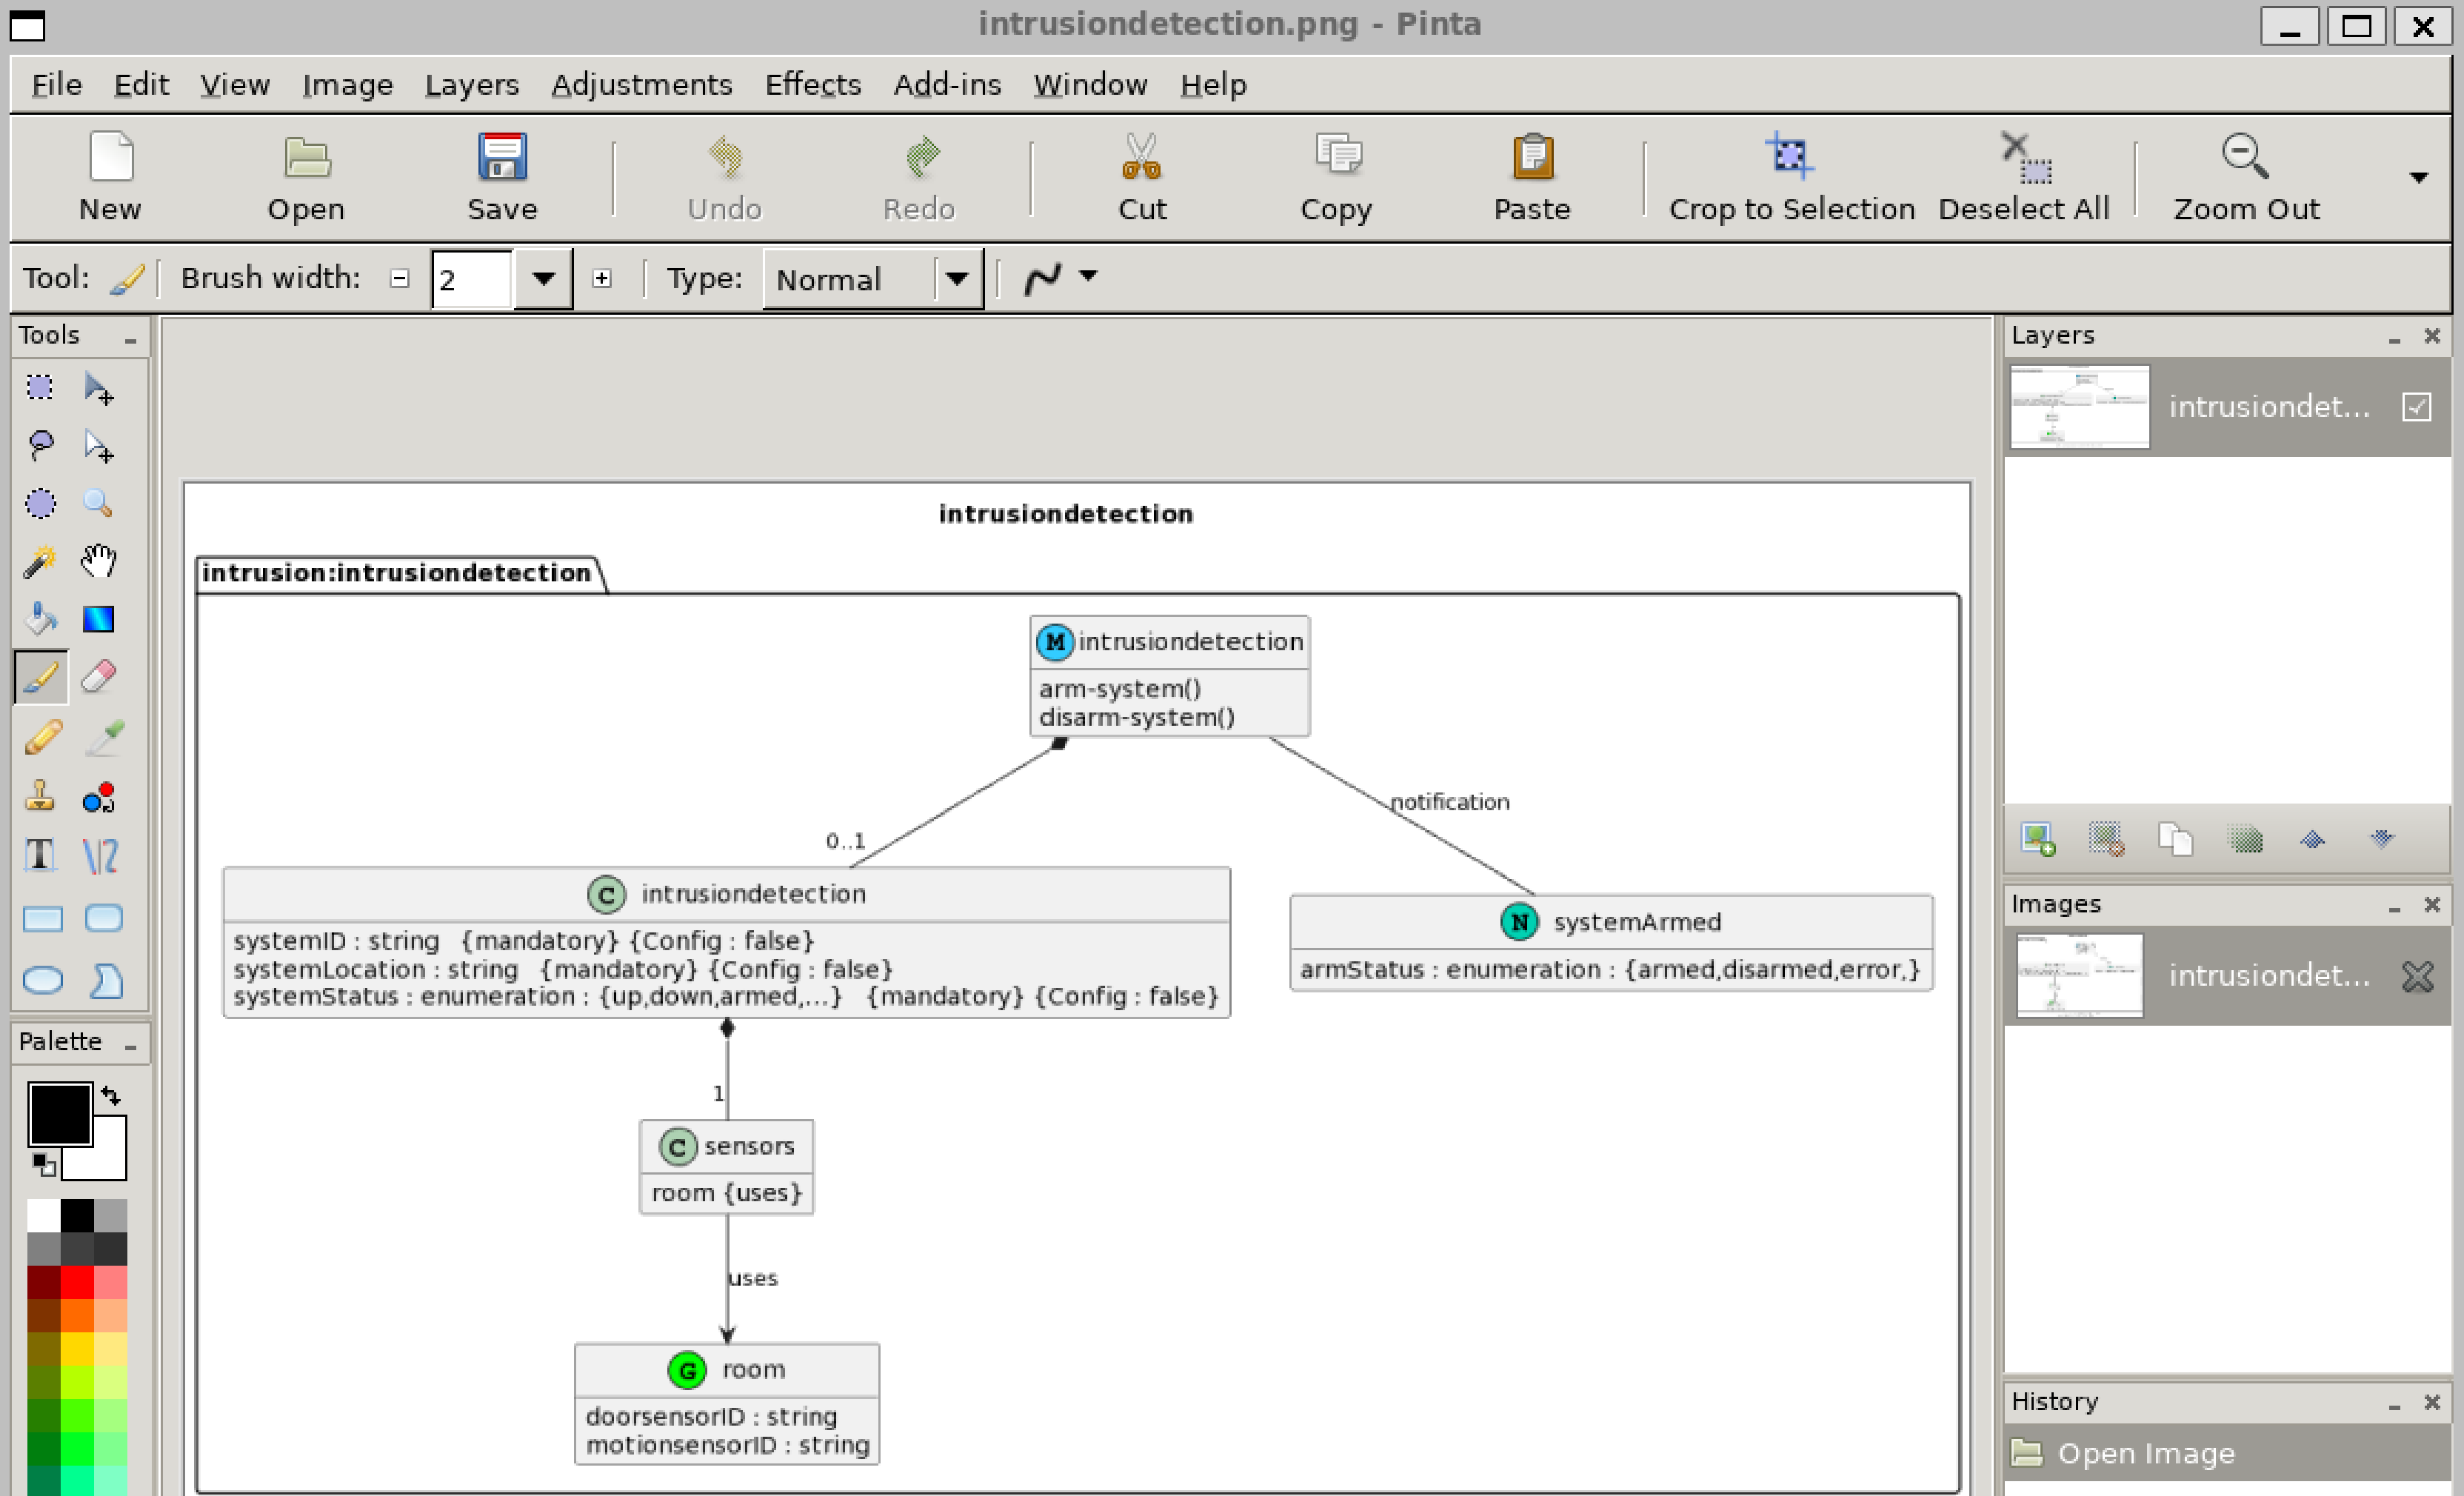 intrusiondetection.png - Pinta
File Edit View Image Layers Adjustments Effects Add-ins Window Help
New Open Save Undo Redo Cut Copy Paste Crop to Selection Deselect All Zoom Out
Tool: Brush width: 2 Type: Normal
Tools
Layers
intrusiondet...
intrusiondetection
intrusion:intrusiondetection
M intrusiondetection
arm-system()
disarm-system()
notification
0..1
C intrusiondetection
systemID : string {mandatory} {Config : false}
systemLocation : string {mandatory} {Config : false}
systemStatus : enumeration : {up,down,armed,...} {mandatory} {Config : false}
N systemArmed
armStatus : enumeration : {armed,disarmed,error,}
1
C sensors
room {uses}
uses
G room
doorsensorID : string
motionsensorID : string
Images
intrusiondet...
Palette
History
Open Image